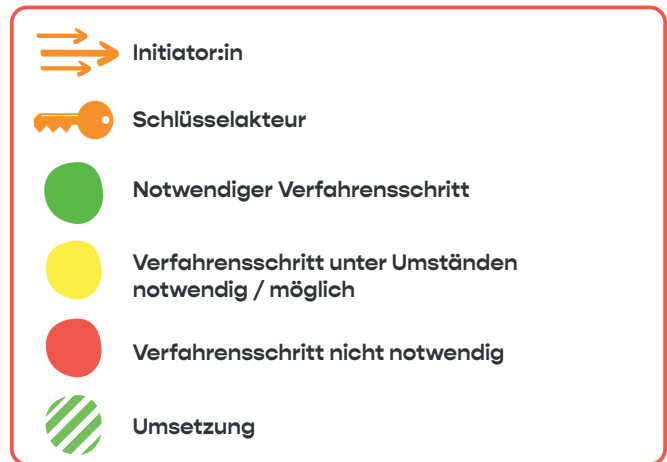 Initiator:in
Schlüsselakteur
Notwendiger Verfahrensschritt
Verfahrensschritt unter Umständen
notwendig / möglich
Verfahrensschritt nicht notwendig
Umsetzung